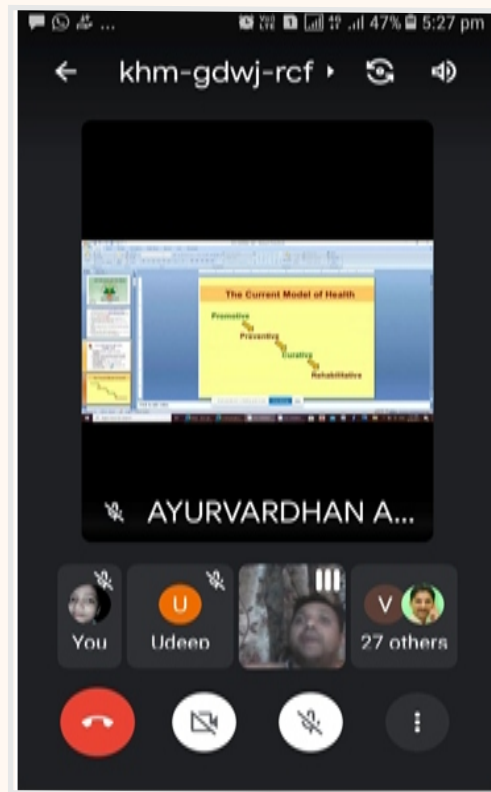 ... 47% 5:27 pm
khm-gdwj-rcf
The Current Model of Health
Promotive
Preventive
Curative
Rehabilitative
AYURVARDHAN A...
You
U
Udeep
V
27 others